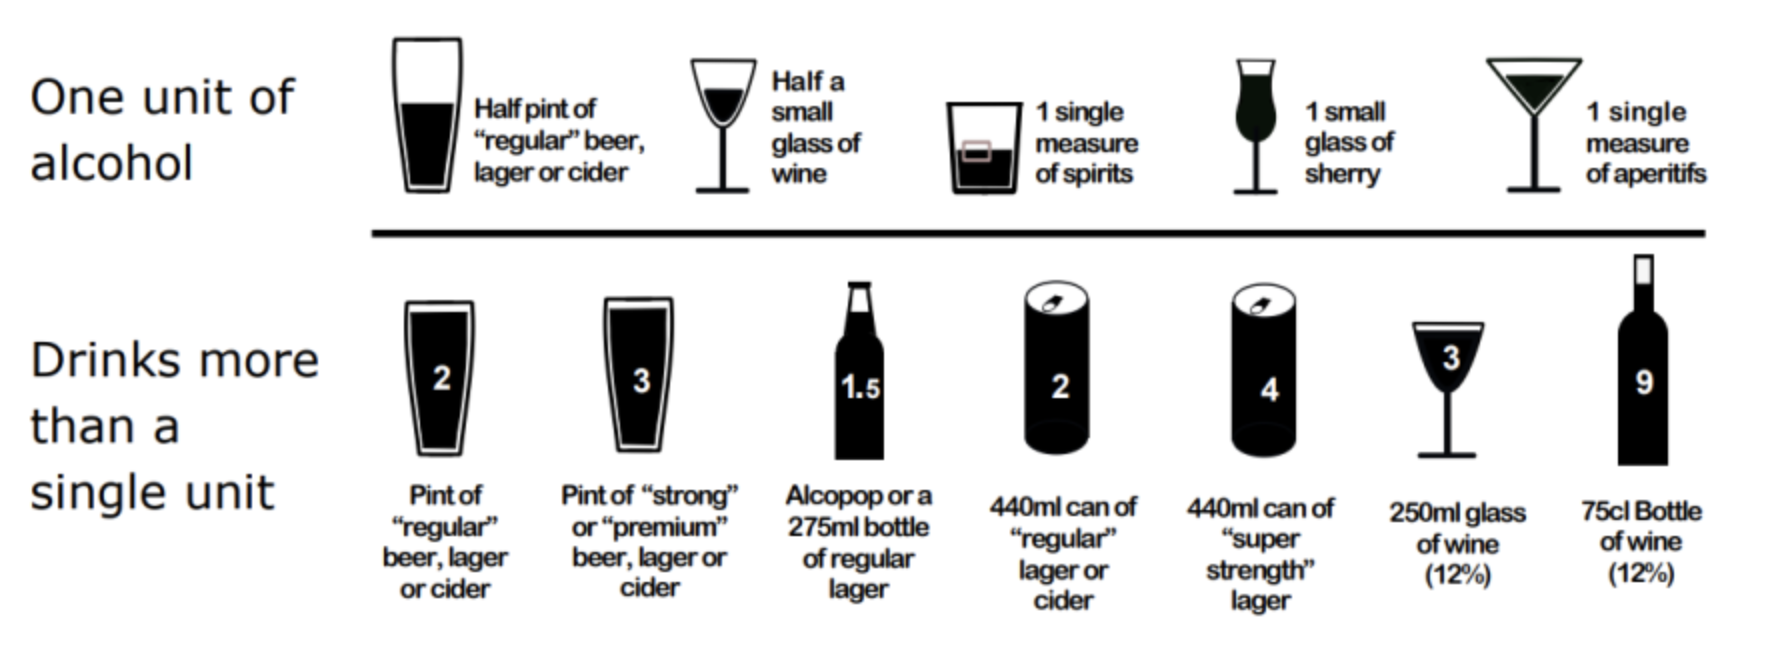 One unit of
alcohol
Half pint of
“regular” beer,
lager or cider
Half a
small
glass of
wine
1 single
measure
of spirits
1 small
glass of
sherry
1 single
measure
of aperitifs
Drinks more
than a
single unit
2
Pint of
“regular”
beer, lager
or cider
3
Pint of “strong”
or “premium”
beer, lager or
cider
1.5
Alcopop or a
275ml bottle
of regular
lager
2
440ml can of
“regular”
lager or
cider
4
440ml can of
“super
strength”
lager
3
250ml glass
of wine
(12%)
9
75cl Bottle
of wine
(12%)